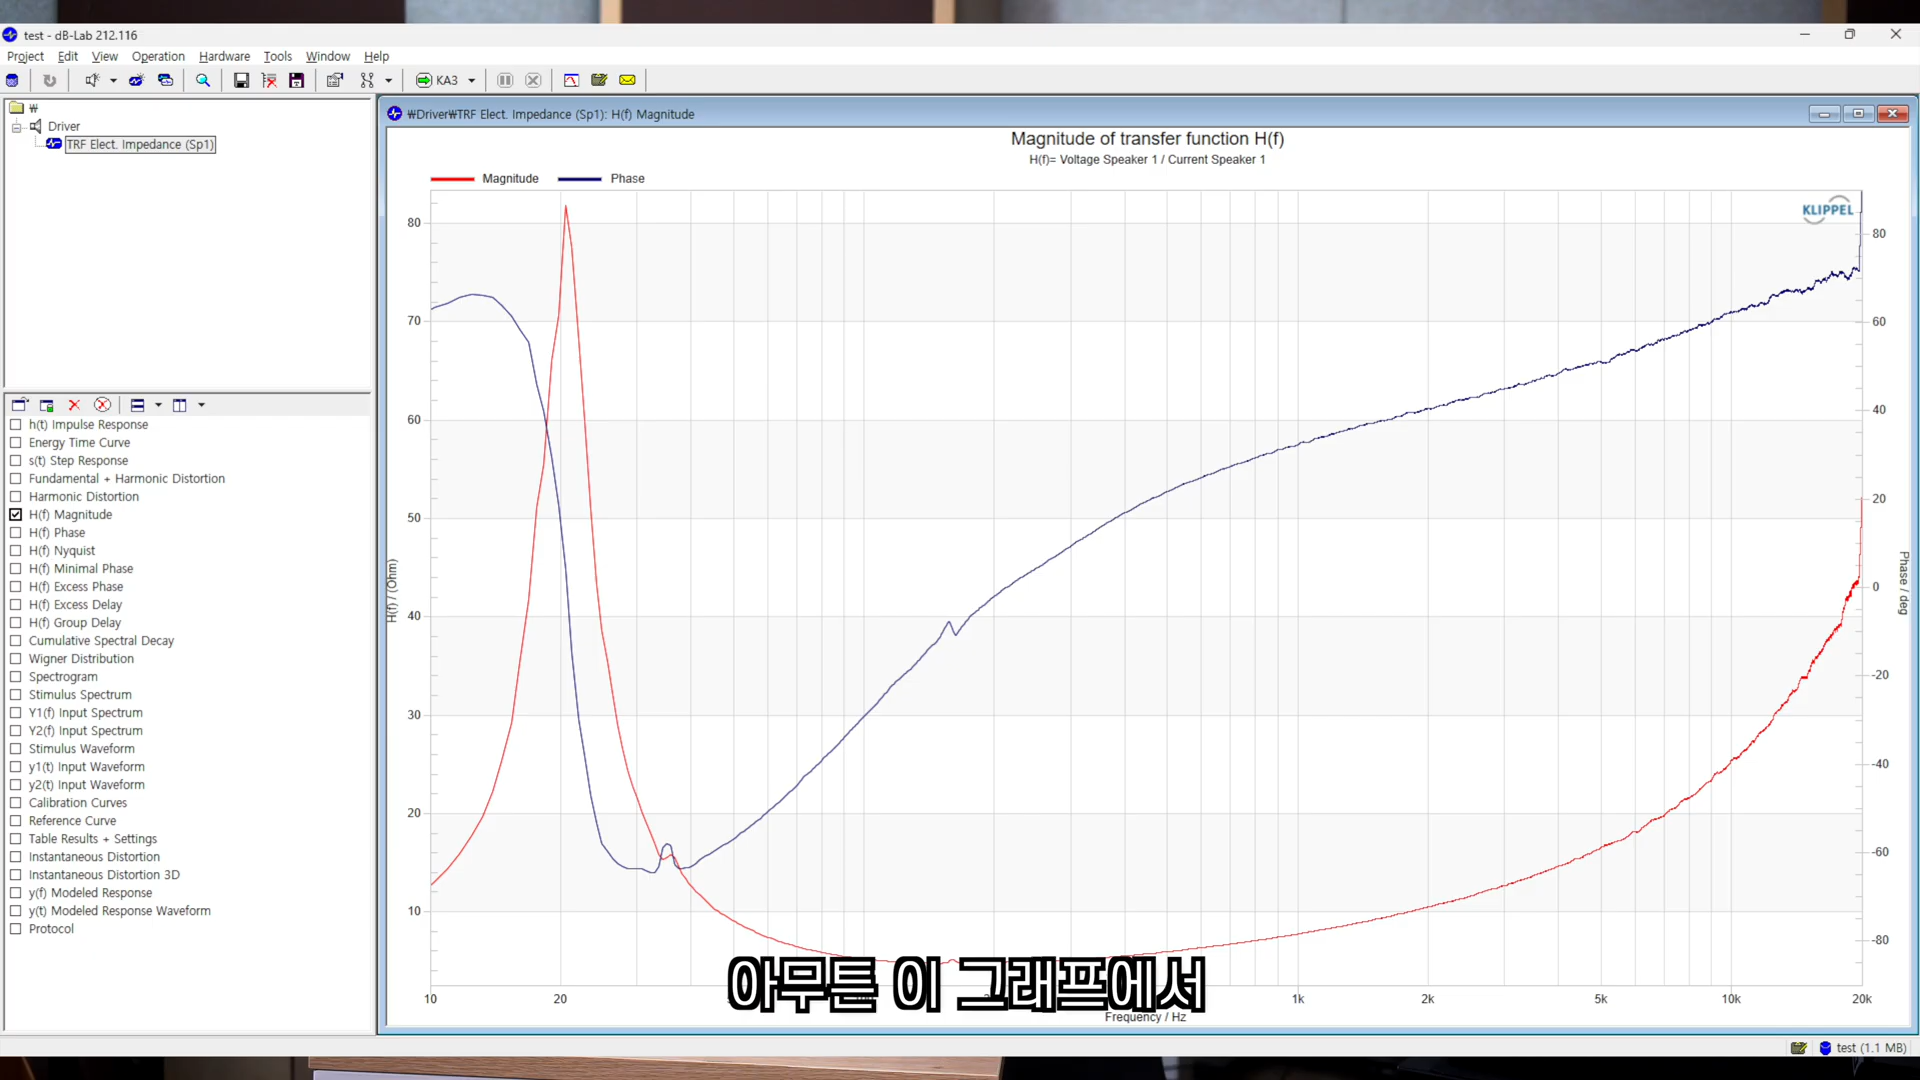 test - dB-Lab 212.116
Project Edit View Operation Hardware Tools Window Help
KA3
₩
Driver
TRF Elect. Impedance (Sp1)
₩Driver₩TRF Elect. Impedance (Sp1): H(f) Magnitude
Magnitude of transfer function H(f)
H(f)= Voltage Speaker 1 / Current Speaker 1
Magnitude Phase
KLIPPEL
80
70
60
50
40
30
20
10
H(f) / (Ohm)
80
60
40
20
0
-20
-40
-60
-80
Phase / deg
10 20 1k 2k 5k 10k 20k
Frequency / Hz
h(t) Impulse Response
Energy Time Curve
s(t) Step Response
Fundamental + Harmonic Distortion
Harmonic Distortion
H(f) Magnitude
H(f) Phase
H(f) Nyquist
H(f) Minimal Phase
H(f) Excess Phase
H(f) Excess Delay
H(f) Group Delay
Cumulative Spectral Decay
Wigner Distribution
Spectrogram
Stimulus Spectrum
Y1(f) Input Spectrum
Y2(f) Input Spectrum
Stimulus Waveform
y1(t) Input Waveform
y2(t) Input Waveform
Calibration Curves
Reference Curve
Table Results + Settings
Instantaneous Distortion
Instantaneous Distortion 3D
y(f) Modeled Response
y(t) Modeled Response Waveform
Protocol
아무튼 이 그래프에서
test (1.1 MB)